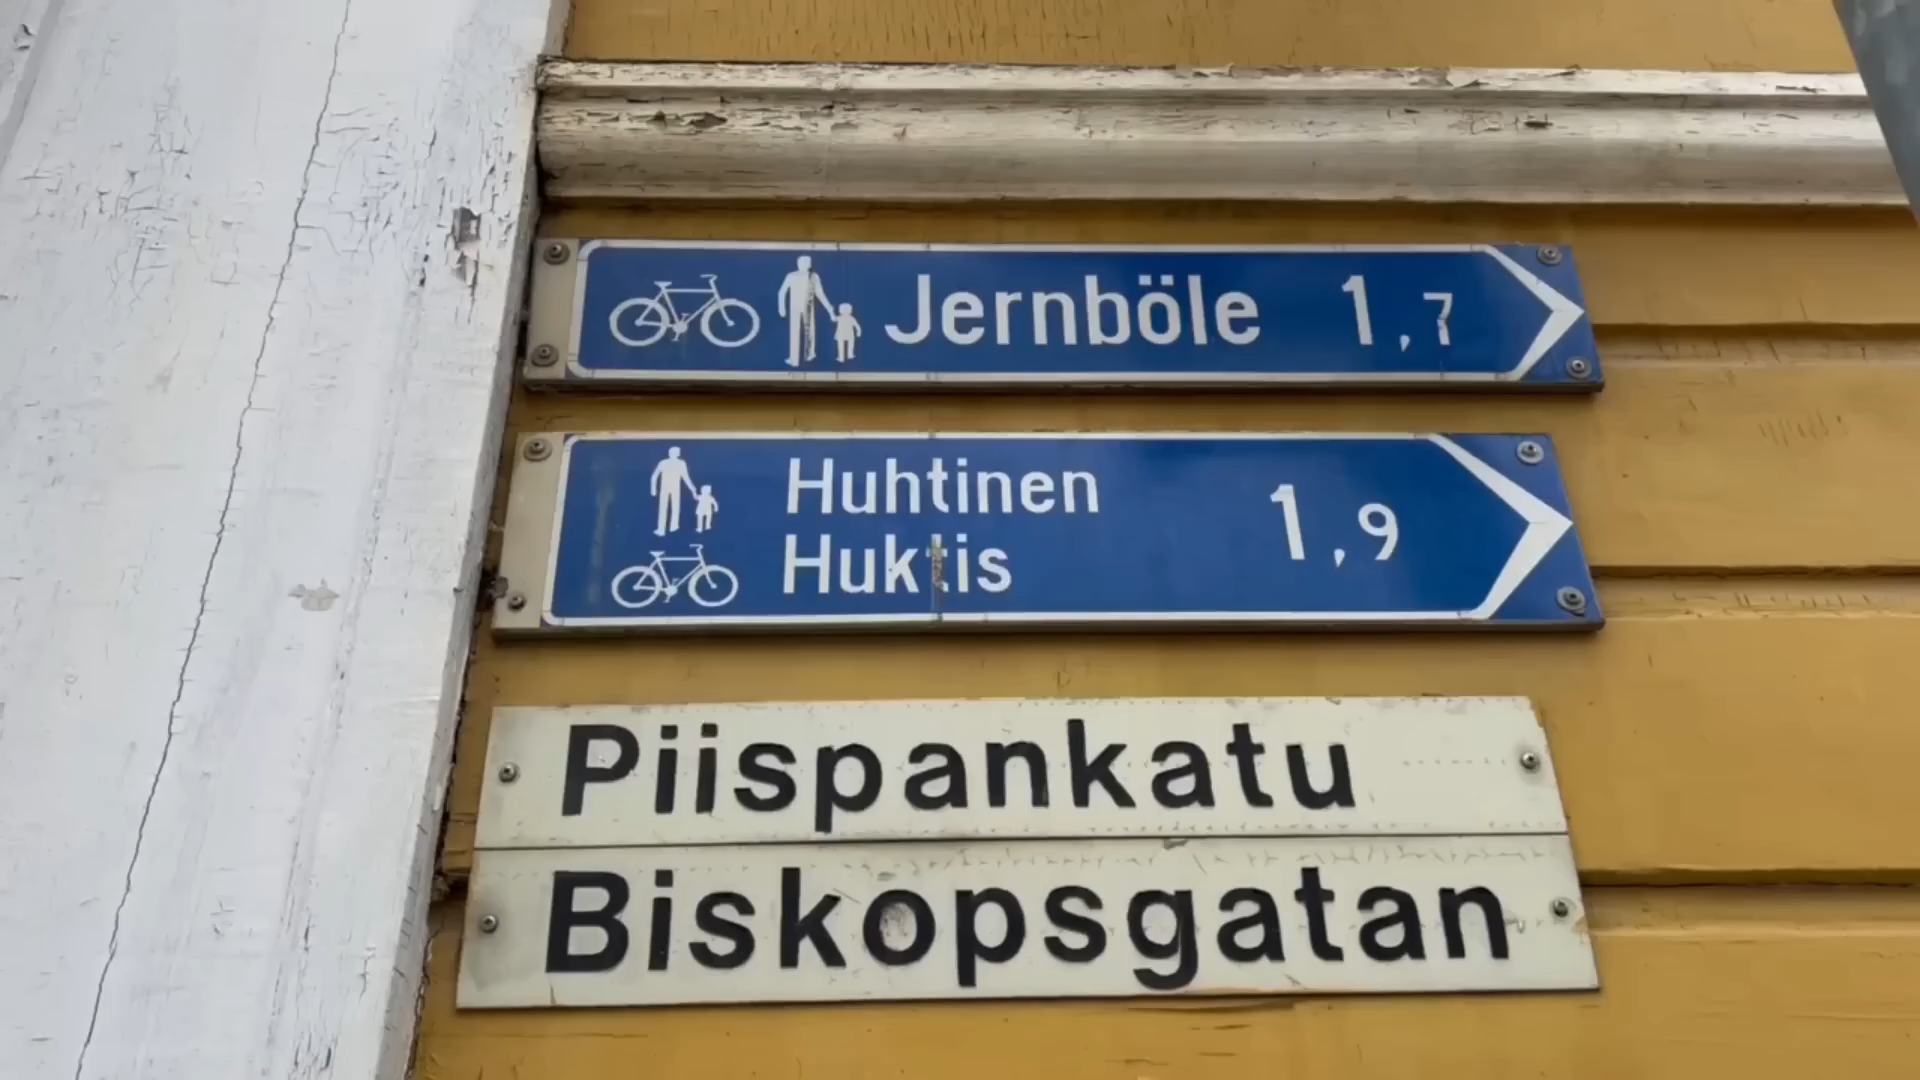 Jernböle 1,7
Huhtinen
Huktis 1,9
Piispankatu
Biskopsgatan